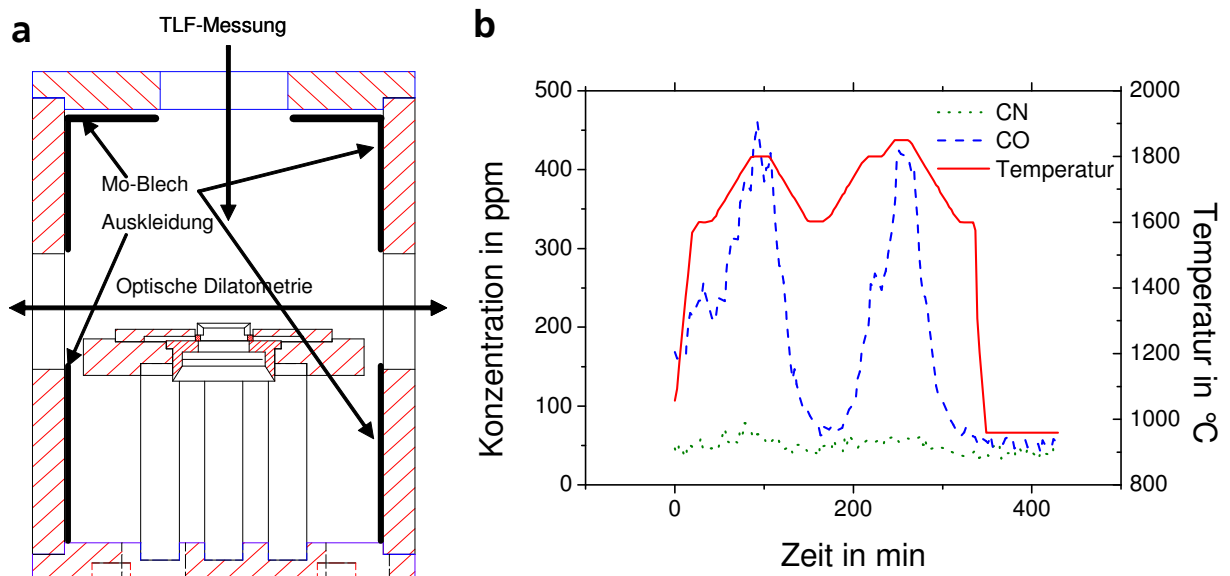 a
TLF-Messung
Mo-Blech
Auskleidung
Optische Dilatometrie
b
500
400
300
200
100
0
Konzentration in ppm
CN
CO
Temperatur
2000
1800
1600
1400
1200
1000
800
Temperatur in °C
0
200
400
Zeit in min